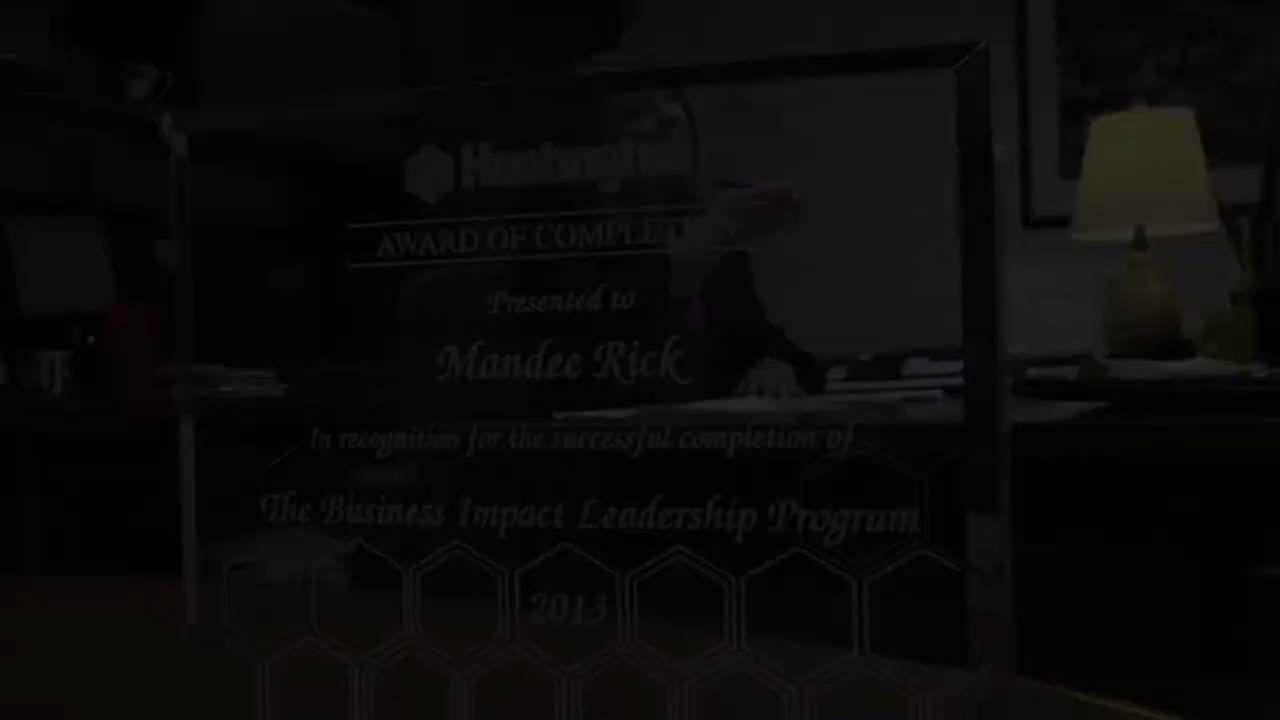 Huntington
AWARD OF COMPLETION
Presented to
Mandee Rick
In recognition for the successful completion of
The Business Impact Leadership Program
2013